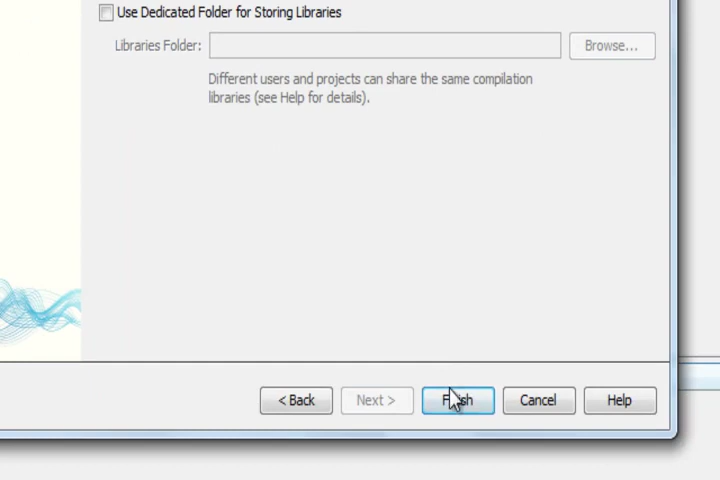 Use Dedicated Folder for Storing Libraries
Libraries Folder:
Browse...
Different users and projects can share the same compilation
libraries (see Help for details).
< Back
Next >
Finish
Cancel
Help